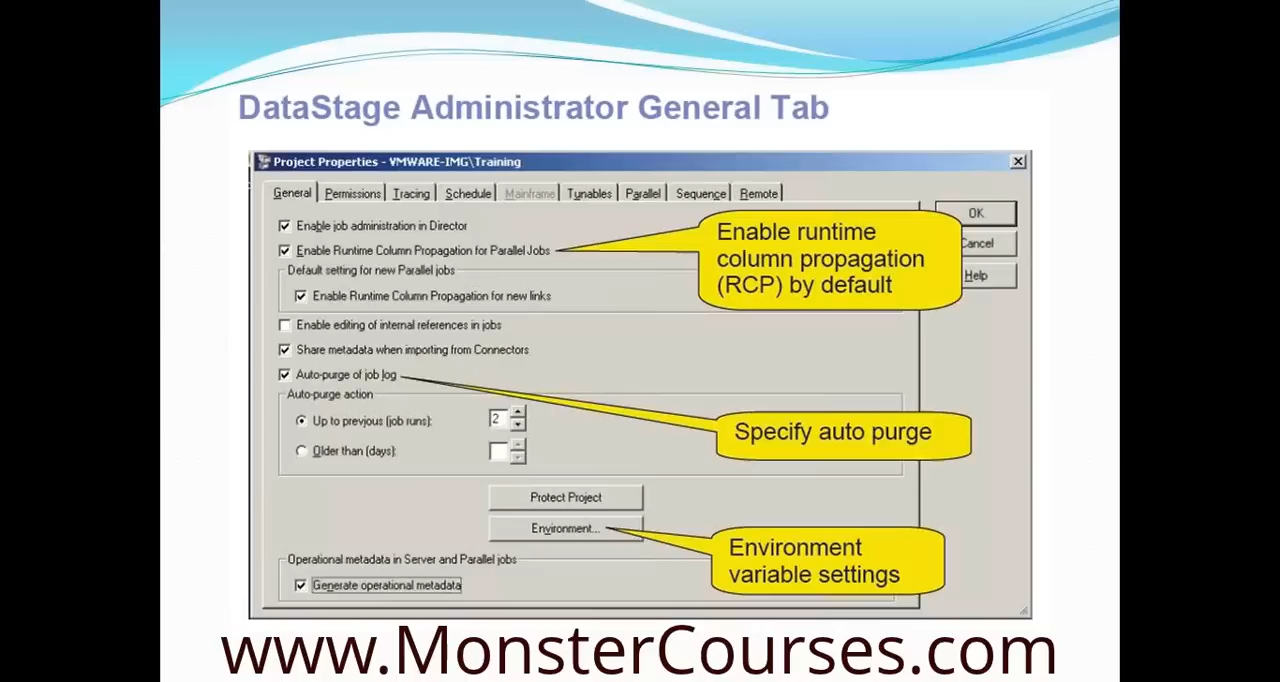 DataStage Administrator General Tab
Project Properties - VMWARE-IMG\Training
General Permissions Tracing Schedule Mainframe Tunables Parallel Sequence Remote
OK
Cancel
Help
Enable job administration in Director
Enable Runtime Column Propagation for Parallel Jobs
Default setting for new Parallel jobs
Enable Runtime Column Propagation for new links
Enable runtime
column propagation
(RCP) by default
Enable editing of internal references in jobs
Share metadata when importing from Connectors
Auto-purge of job log
Auto-purge action
Up to previous (job runs): 2
Older than (days):
Specify auto purge
Protect Project
Environment...
Environment
variable settings
Operational metadata in Server and Parallel jobs
Generate operational metadata
www.MonsterCourses.com